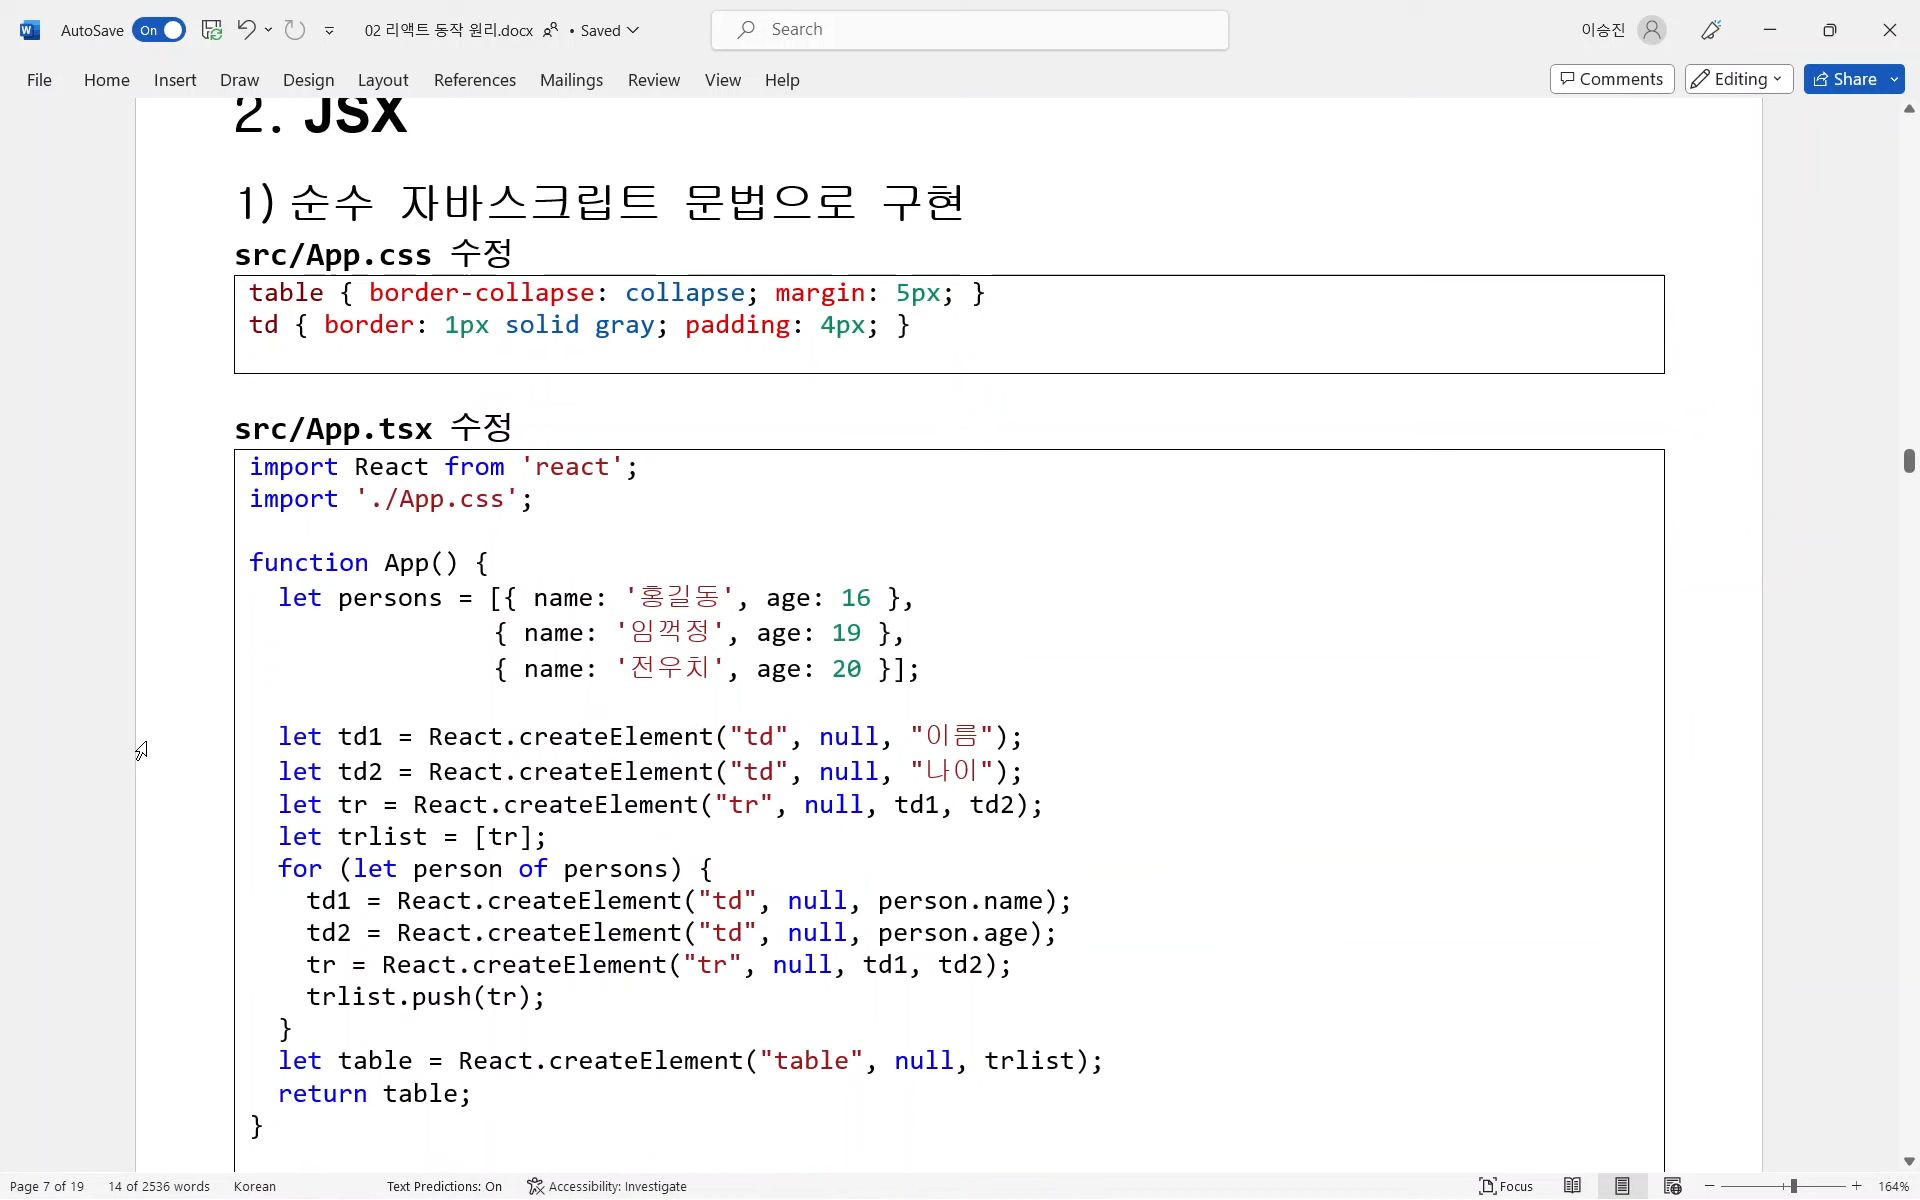 AutoSave On 02 리액트 동작 원리.docx • Saved Search 이승진
File Home Insert Draw Design Layout References Mailings Review View Help Comments Editing Share
2. JSX
1) 순수 자바스크립트 문법으로 구현
src/App.css 수정
table { border-collapse: collapse; margin: 5px; }
td { border: 1px solid gray; padding: 4px; }
src/App.tsx 수정
import React from 'react';
import './App.css';
function App() {
let persons = [{ name: '홍길동', age: 16 },
{ name: '임꺽정', age: 19 },
{ name: '전우치', age: 20 }];
let td1 = React.createElement("td", null, "이름");
let td2 = React.createElement("td", null, "나이");
let tr = React.createElement("tr", null, td1, td2);
let trlist = [tr];
for (let person of persons) {
td1 = React.createElement("td", null, person.name);
td2 = React.createElement("td", null, person.age);
tr = React.createElement("tr", null, td1, td2);
trlist.push(tr);
}
let table = React.createElement("table", null, trlist);
return table;
}
Page 7 of 19 14 of 2536 words Korean Text Predictions: On Accessibility: Investigate Focus 164%